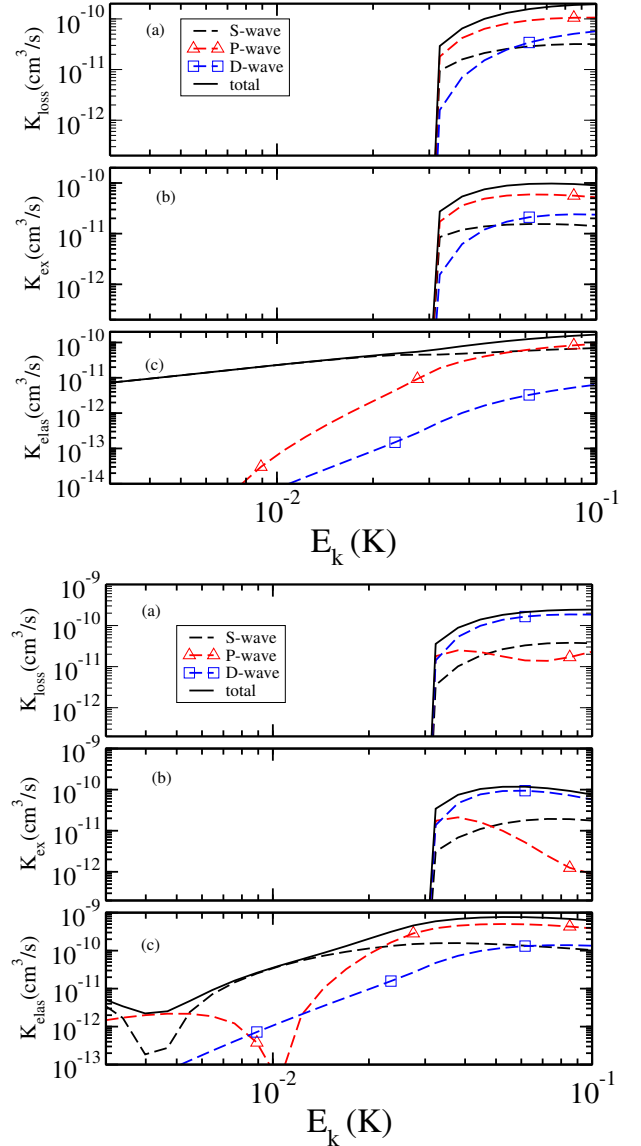 10^-10
10^-11
10^-12
K_loss(cm^3/s)
(a)
S-wave
P-wave
D-wave
total
10^-10
10^-11
10^-12
K_ex(cm^3/s)
(b)
10^-10
10^-11
10^-12
10^-13
10^-14
K_elas(cm^3/s)
(c)
10^-2
10^-1
E_k (K)
10^-9
10^-10
10^-11
10^-12
K_loss(cm^3/s)
(a)
S-wave
P-wave
D-wave
total
10^-9
10^-10
10^-11
10^-12
K_ex(cm^3/s)
(b)
10^-9
10^-10
10^-11
10^-12
10^-13
K_elas(cm^3/s)
(c)
10^-2
10^-1
E_k (K)